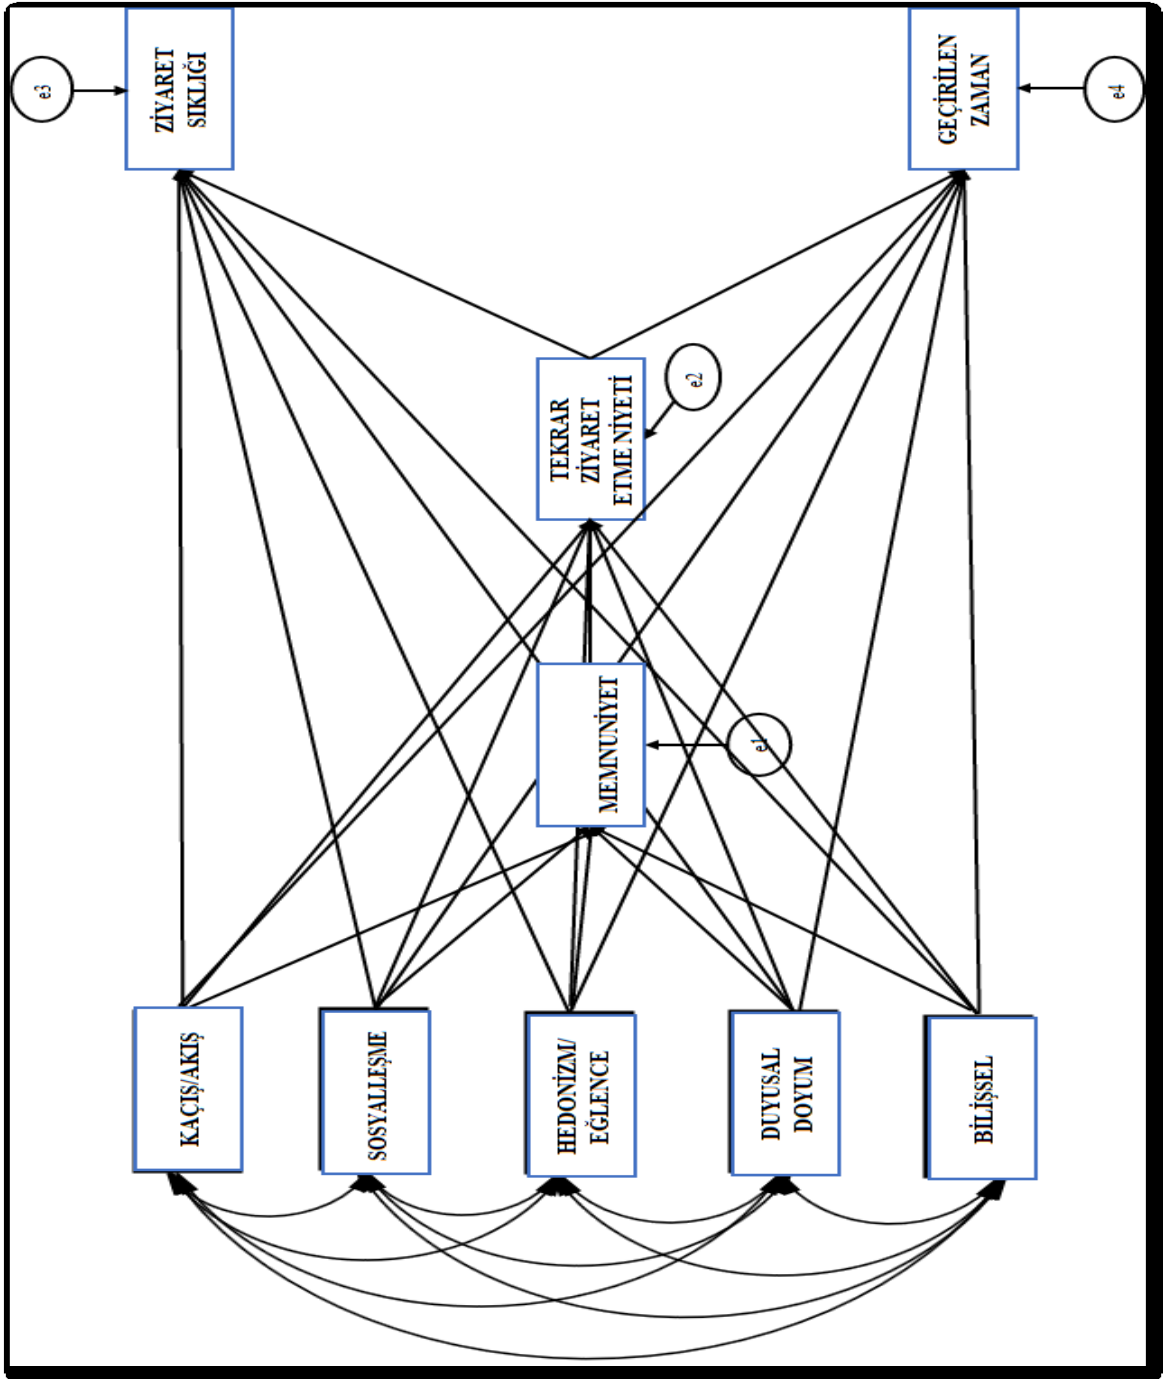 KAÇIŞ/AKIŞ
SOSYALLEŞME
HEDONİZM/
EĞLENCE
DUYUSAL
DOYUM
BİLİŞSEL
MEMNUNİYET
e1
TEKRAR
ZİYARET
ETME NİYETİ
e2
ZİYARET
SIKLIĞI
e3
GEÇİRİLEN
ZAMAN
e4